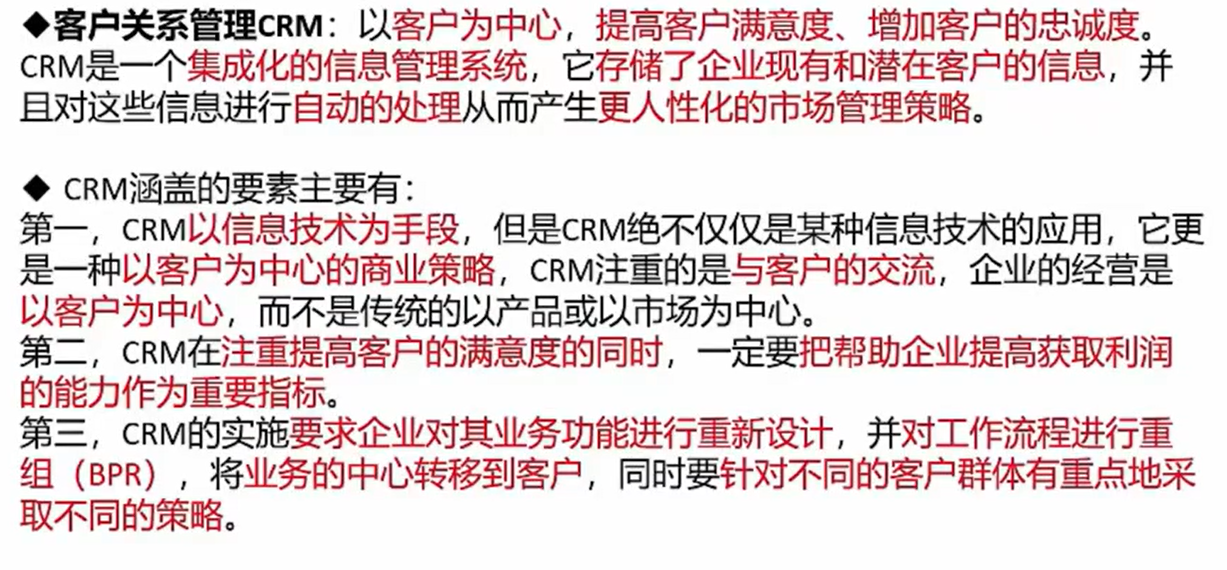 ◆客户关系管理CRM：以客户为中心，提高客户满意度、增加客户的忠诚度。
CRM是一个集成化的信息管理系统，它存储了企业现有和潜在客户的信息，并
且对这些信息进行自动的处理从而产生更人性化的市场管理策略。
◆ CRM涵盖的要素主要有：
第一，CRM以信息技术为手段，但是CRM绝不仅仅是某种信息技术的应用，它更
是一种以客户为中心的商业策略，CRM注重的是与客户的交流，企业的经营是
以客户为中心，而不是传统的以产品或以市场为中心。
第二，CRM在注重提高客户的满意度的同时，一定要把帮助企业提高获取利润
的能力作为重要指标。
第三，CRM的实施要求企业对其业务功能进行重新设计，并对工作流程进行重
组（BPR），将业务的中心转移到客户，同时要针对不同的客户群体有重点地采
取不同的策略。